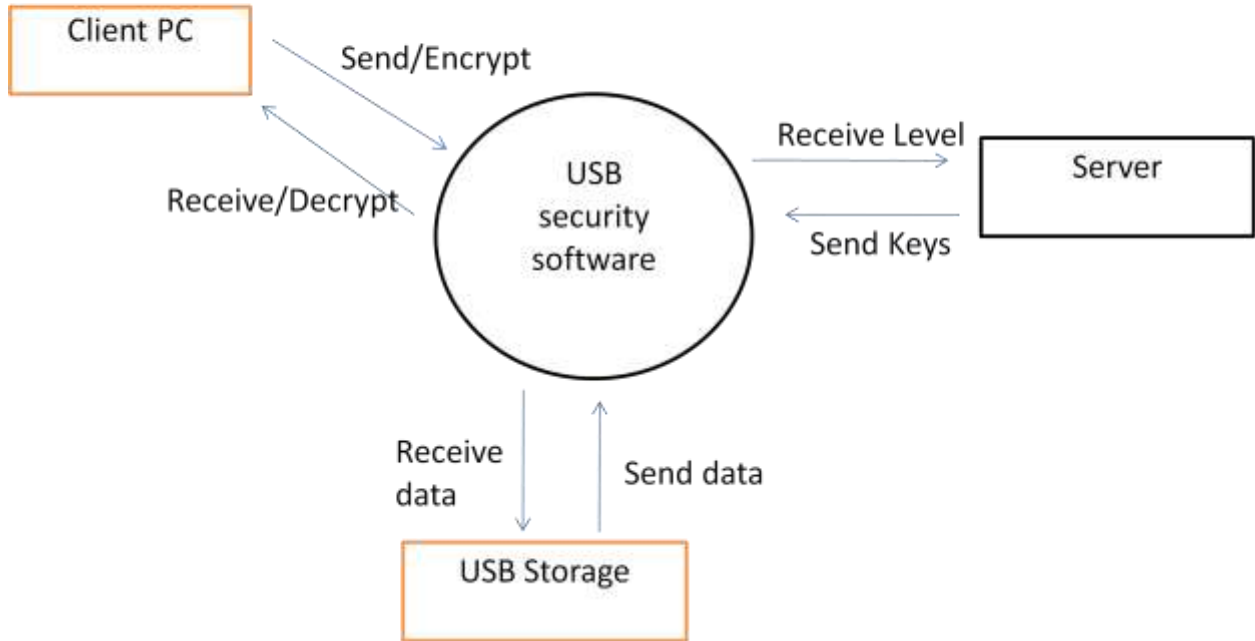 Client PC
Send/Encrypt
Receive/Decrypt
USB
security
software
Receive Level
Send Keys
Server
Receive
data
Send data
USB Storage